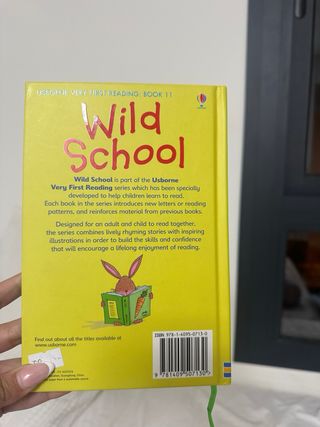 USBORNE VERY FIRST READING: BOOK 11
Wild
School
Wild School is part of the Usborne
Very First Reading series which has been specially
developed to help children learn to read.
Each book in the series introduces new letters or reading
patterns, and reinforces material from previous books.
Designed for an adult and child to read together,
the series combines lively rhyming stories with inspiring
illustrations in order to build the skills and confidence
that will encourage a lifelong enjoyment of reading.
Find out about all the titles available at
www.usborne.com
ISBN 978-1-4095-0713-0
9 781409 507130